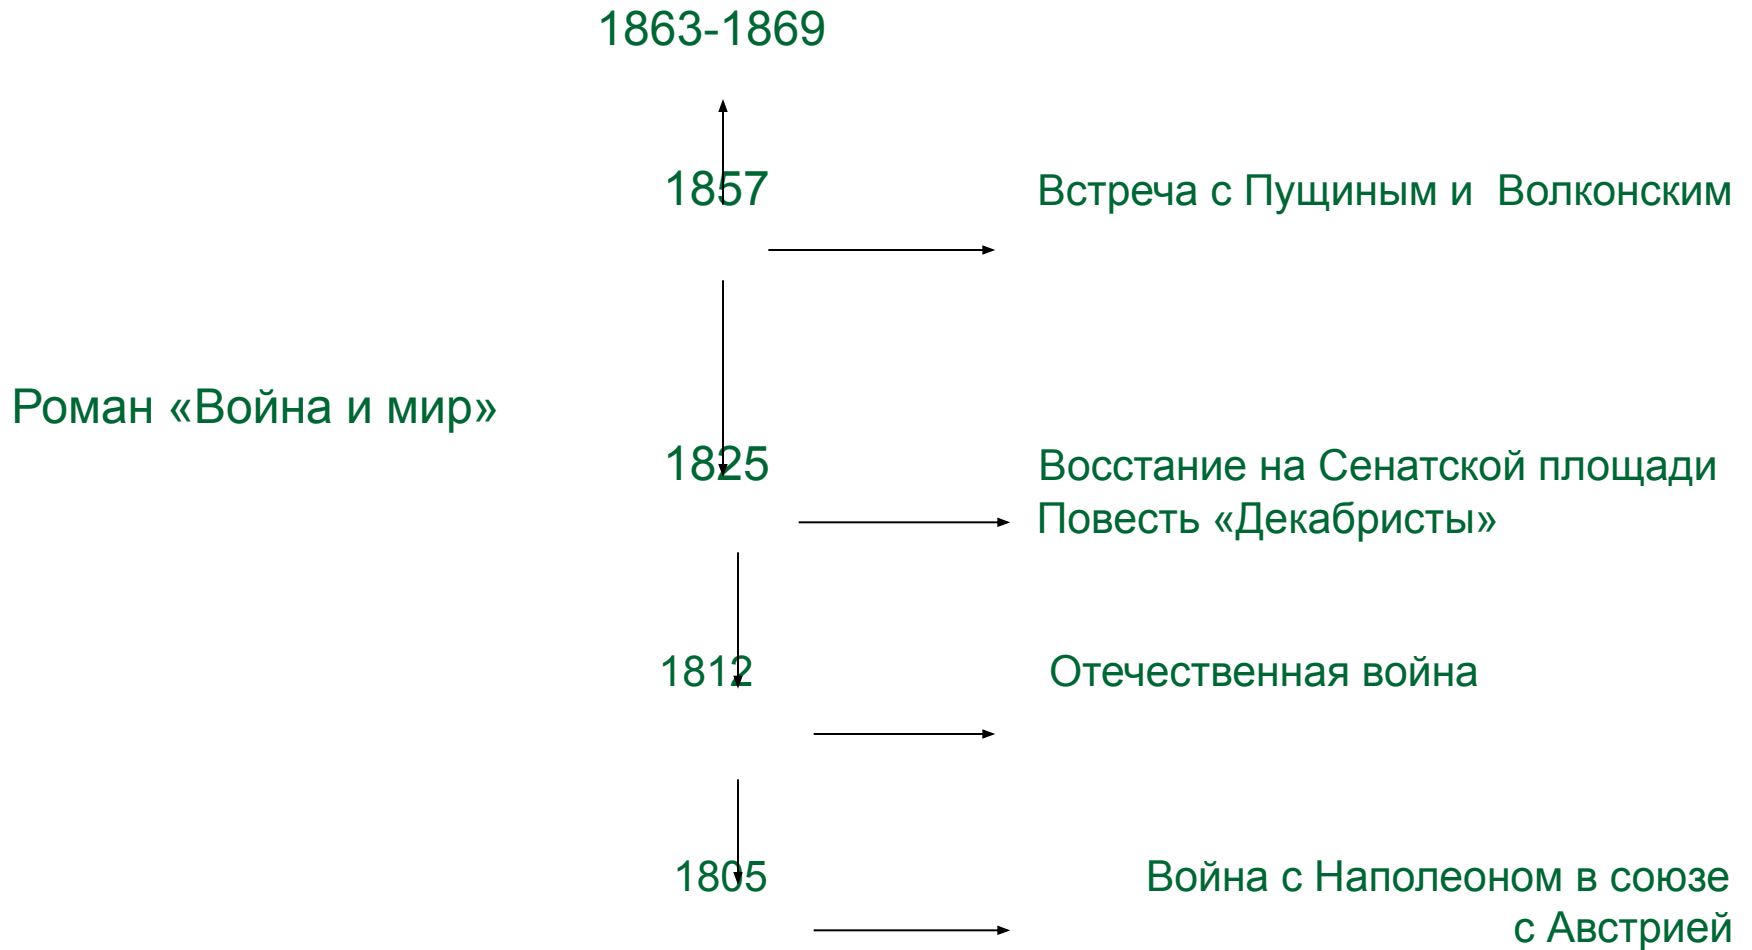 1863-1869
1857
Встреча с Пущиным и Волконским
Роман «Война и мир»
1825
Восстание на Сенатской площади
Повесть «Декабристы»
1812
Отечественная война
1805
Война с Наполеоном в союзе
с Австрией